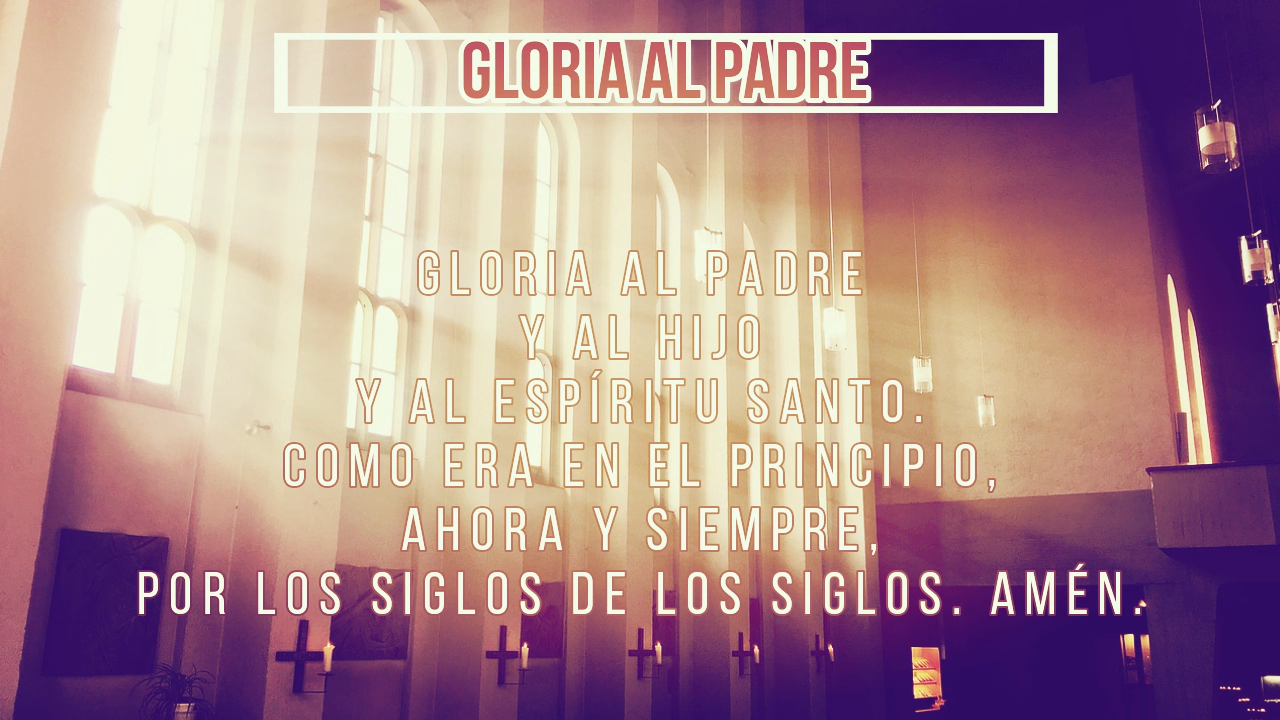 GLORIA AL PADRE
GLORIA AL PADRE
Y AL HIJO
Y AL ESPÍRITU SANTO.
COMO ERA EN EL PRINCIPIO,
AHORA Y SIEMPRE,
POR LOS SIGLOS DE LOS SIGLOS. AMÉN.